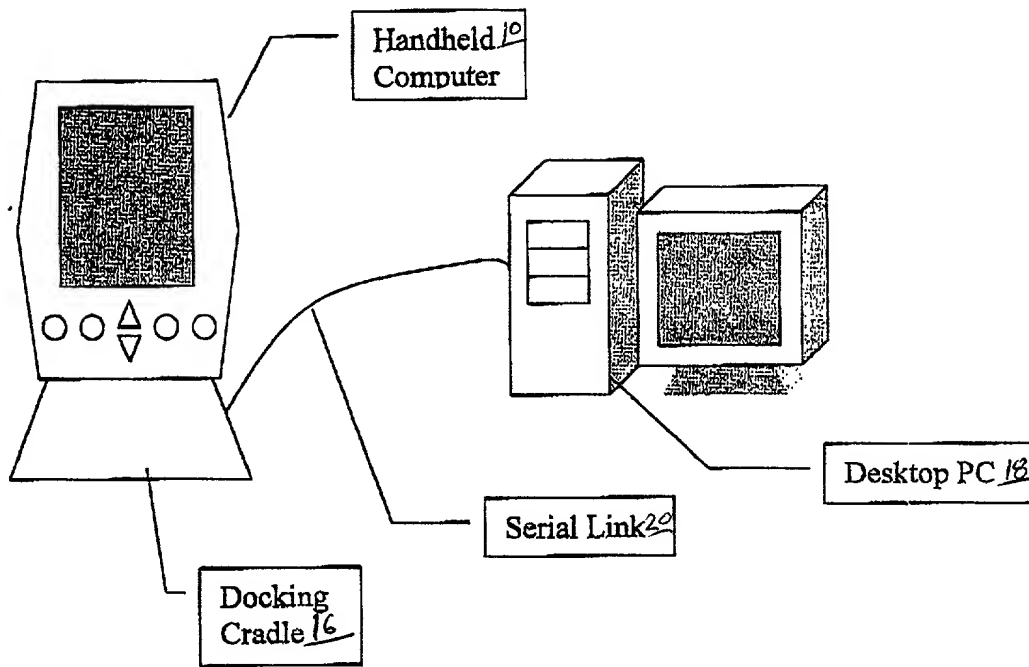 Handheld 10
Computer
Desktop PC 18
Serial Link 20
Docking
Cradle 16